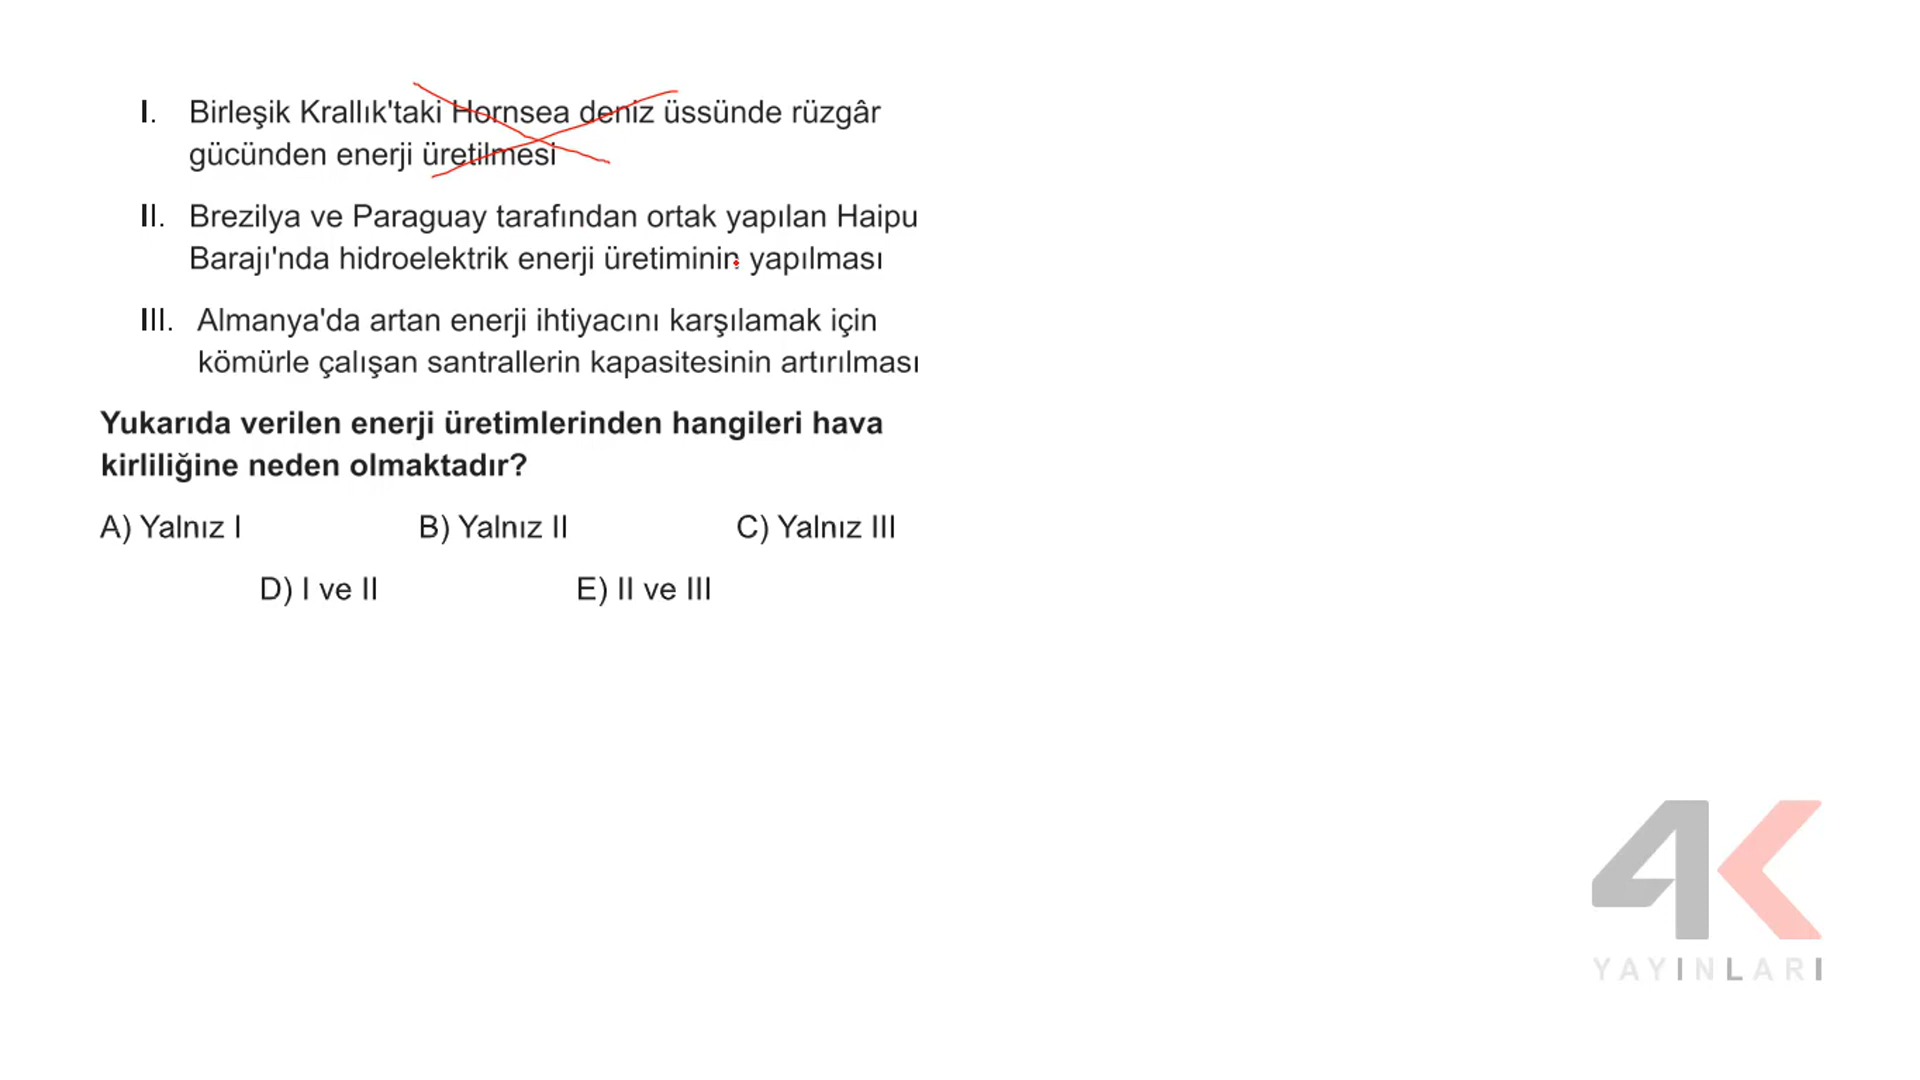 I. Birleşik Krallık'taki Hornsea deniz üssünde rüzgâr
gücünden enerji üretilmesi
II. Brezilya ve Paraguay tarafından ortak yapılan Haipu
Barajı'nda hidroelektrik enerji üretiminin yapılması
III. Almanya'da artan enerji ihtiyacını karşılamak için
kömürle çalışan santrallerin kapasitesinin artırılması
Yukarıda verilen enerji üretimlerinden hangileri hava
kirliliğine neden olmaktadır?
A) Yalnız I B) Yalnız II C) Yalnız III
D) I ve II E) II ve III
4K
YAYINLARI